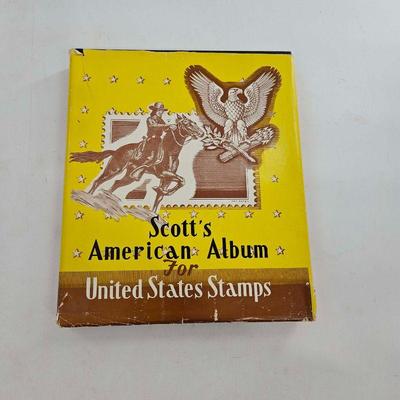 Scott's
American Album
For
United States Stamps